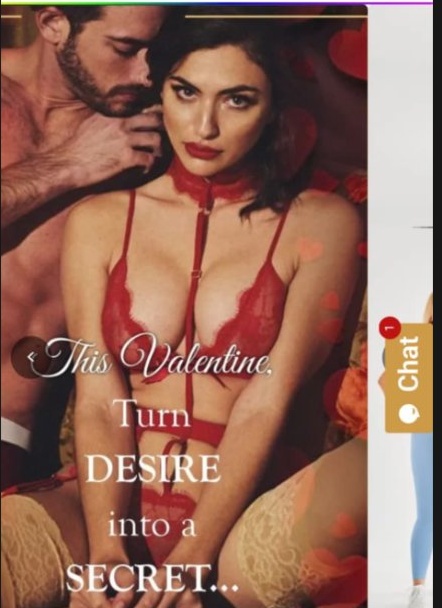 This Valentine,
Turn
DESIRE
into a
SECRET...
1
Chat